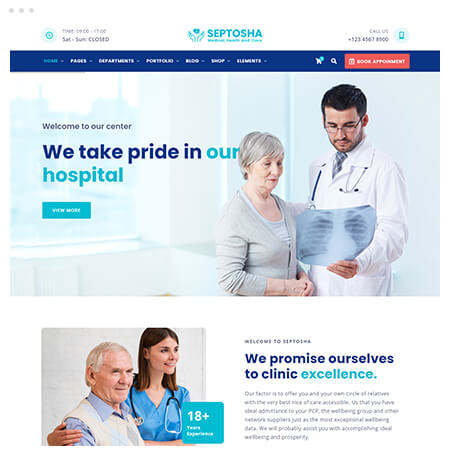 TIME: 09:00 - 17:00
Sat - Sun: CLOSED
SEPTOSHA
Medical Health and Care
CALL US
+123 4567 8900
HOME
PAGES
DEPARTMENTS
PORTFOLIO
BLOG
SHOP
ELEMENTS
BOOK APPOINMENT
Welcome to our center
We take pride in our
hospital
VIEW MORE
18+
Years
Experience
WELCOME TO SEPTOSHA
We promise ourselves
to clinic excellence.
Our factor is to offer you and your own circle of relatives
with the very best nice of care accessible. Us that you have
ideal admittance to your PCP, the wellbeing group and other
network suppliers just as the most exceptional wellbeing
data. We will probably assist you with accomplishing ideal
wellbeing and prosperity.